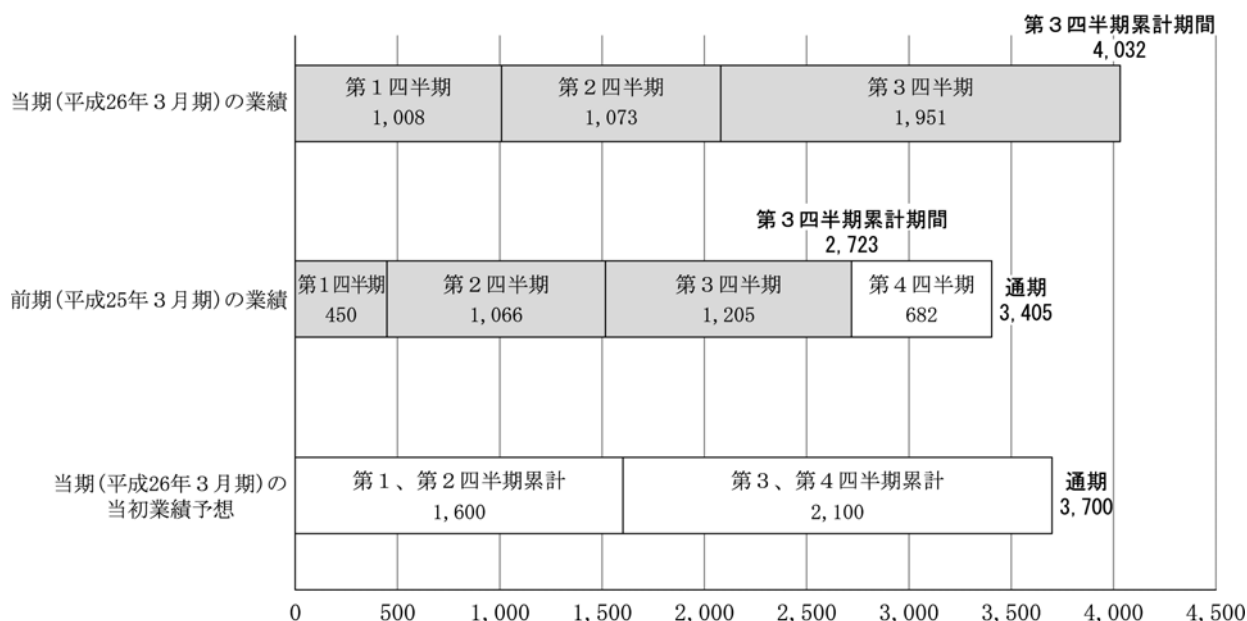 第３四半期累計期間
4,032
当期(平成26年３月期)の業績
第１四半期
1,008
第２四半期
1,073
第３四半期
1,951
第３四半期累計期間
2,723
前期(平成25年３月期)の業績
第１四半期
450
第２四半期
1,066
第３四半期
1,205
第４四半期
682
通期
3,405
当期(平成26年３月期)の
当初業績予想
第１、第２四半期累計
1,600
第３、第４四半期累計
2,100
通期
3,700
0 500 1,000 1,500 2,000 2,500 3,000 3,500 4,000 4,500